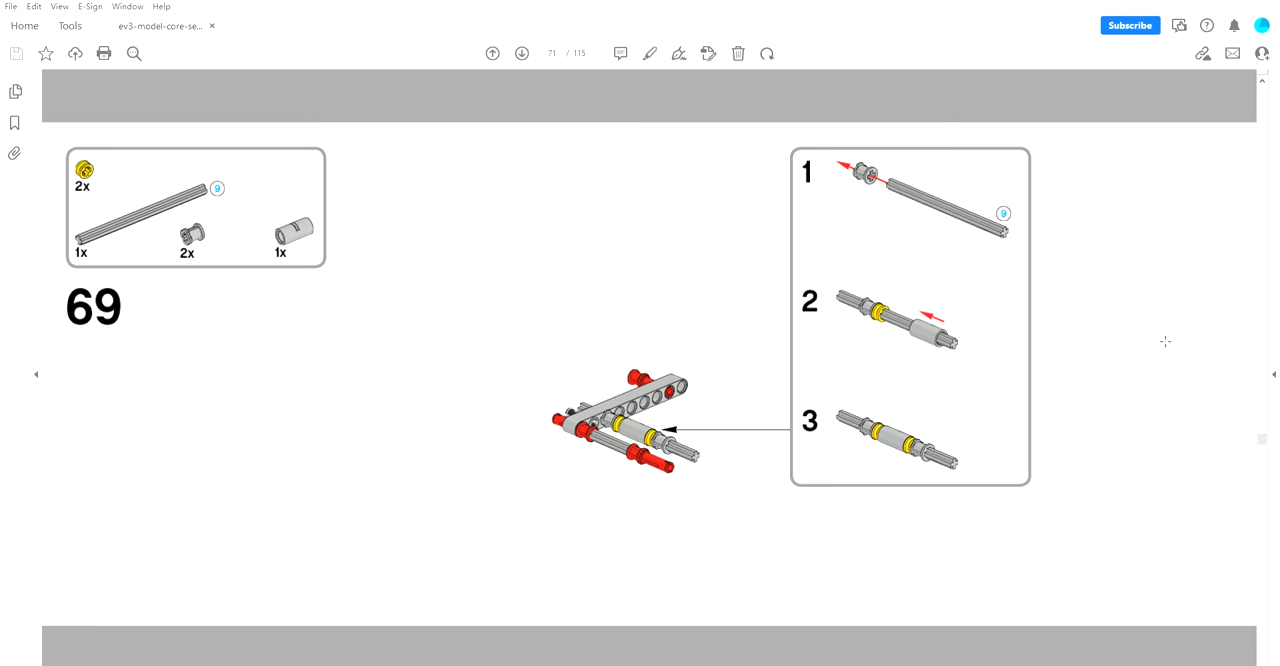 File Edit View E-Sign Window Help
Home Tools ev3-model-core-se... ×
Subscribe
71 / 115
2x
9
1x
2x
1x
69
1
9
2
3